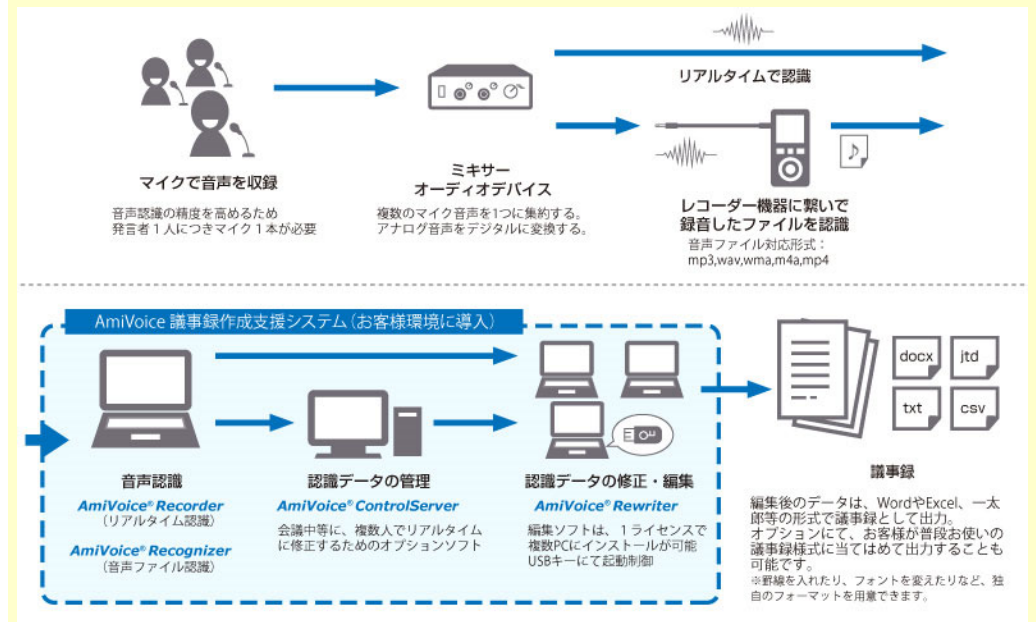 リアルタイムで認識
マイクで音声を収録
音声認識の精度を高めるため
発言者1人につきマイク1本が必要
ミキサー
オーディオデバイス
複数のマイク音声を1つに集約する。
アナログ音声をデジタルに変換する。
レコーダー機器に繋いで
録音したファイルを認識
音声ファイル対応形式：
mp3,wav,wma,m4a,mp4
AmiVoice 議事録作成支援システム（お客様環境に導入）
音声認識
AmiVoice® Recorder
（リアルタイム認識）
AmiVoice® Recognizer
（音声ファイル認識）
認識データの管理
AmiVoice® ControlServer
会議中等に、複数人でリアルタイム
に修正するためのオプションソフト
認識データの修正・編集
AmiVoice® Rewriter
編集ソフトは、1ライセンスで
複数PCにインストールが可能
USBキーにて起動制御
docx
jtd
txt
csv
議事録
編集後のデータは、WordやExcel、一太
郎等の形式で議事録として出力。
オプションにて、お客様が普段お使いの
議事録様式に当てはめて出力することも
可能です。
※罫線を入れたり、フォントを変えたりなど、独
自のフォーマットを用意できます。